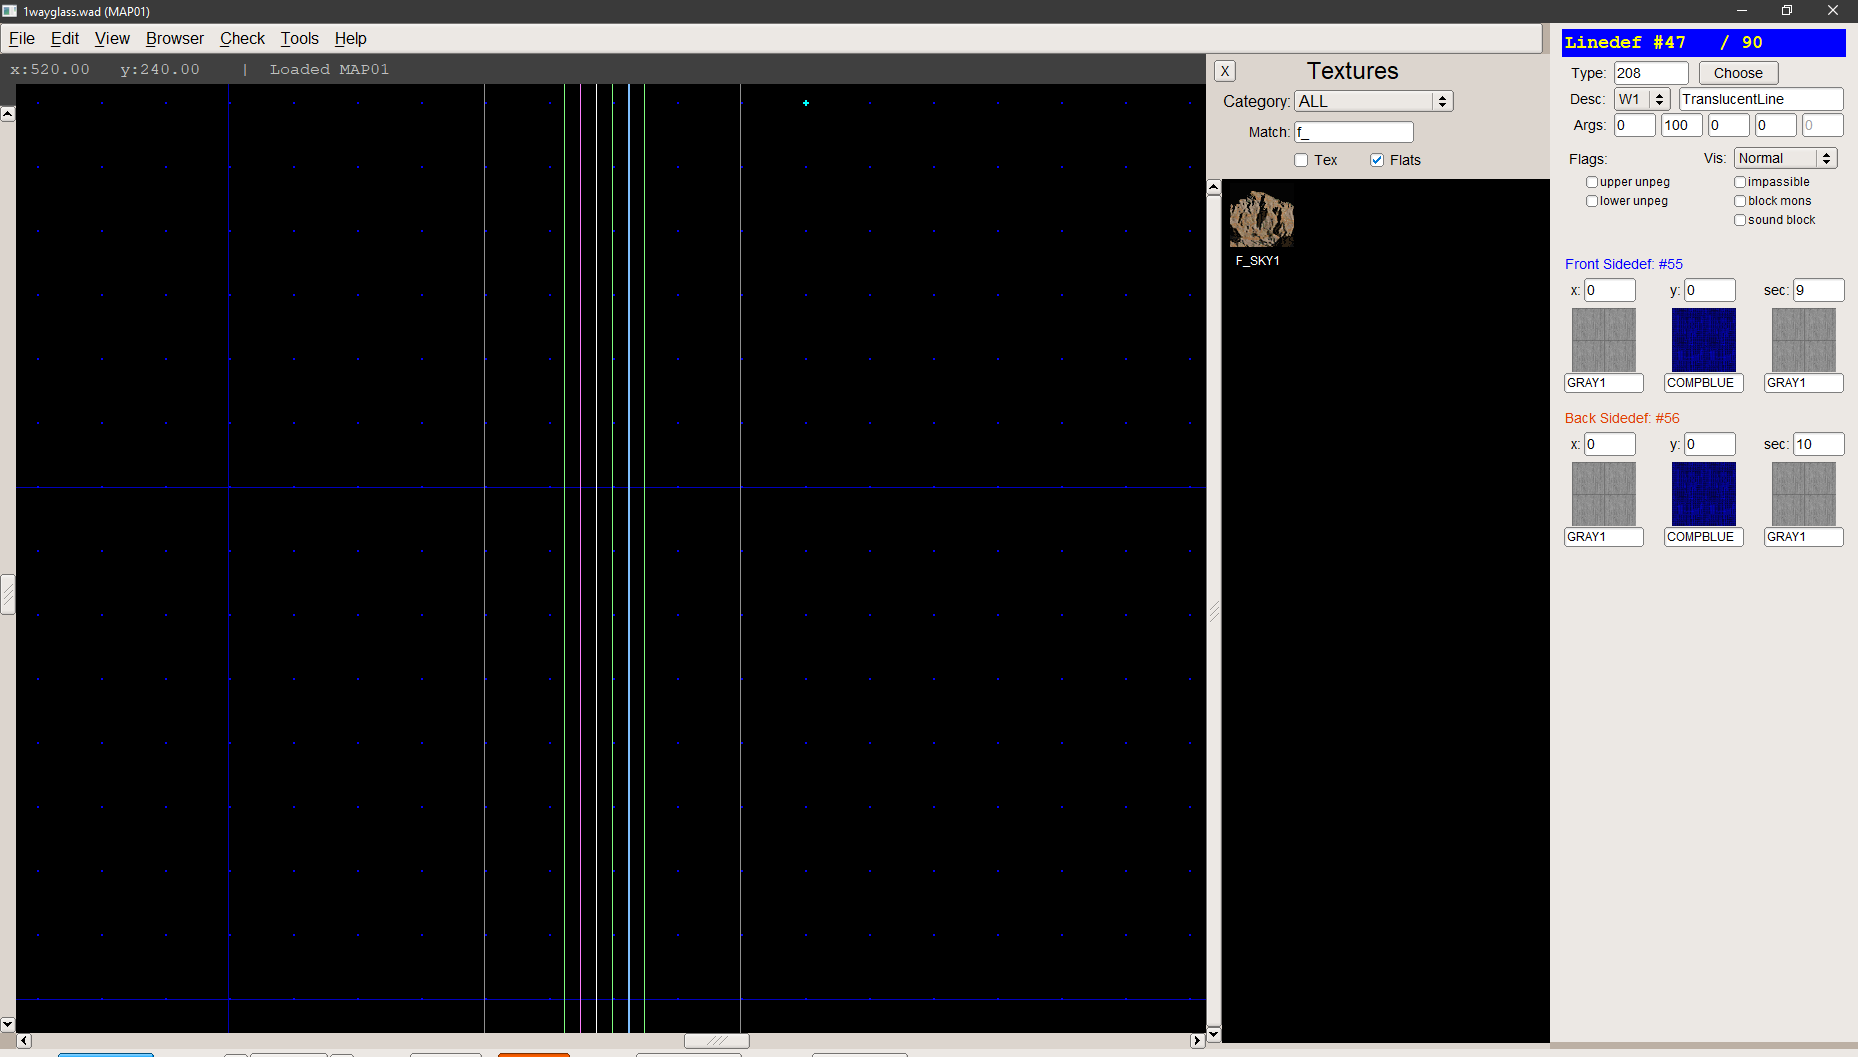 1wayglass.wad (MAP01)
File Edit View Browser Check Tools Help
x:520.00 y:240.00 | Loaded MAP01
X Textures
Category: ALL
Match: f_
Tex Flats
F_SKY1
Linedef #47 / 90
Type: 208 Choose
Desc: W1 TranslucentLine
Args: 0 100 0 0 0
Flags: Vis: Normal
upper unpeg impassible
lower unpeg block mons
sound block
Front Sidedef: #55
x: 0 y: 0 sec: 9
GRAY1 COMPBLUE GRAY1
Back Sidedef: #56
x: 0 y: 0 sec: 10
GRAY1 COMPBLUE GRAY1